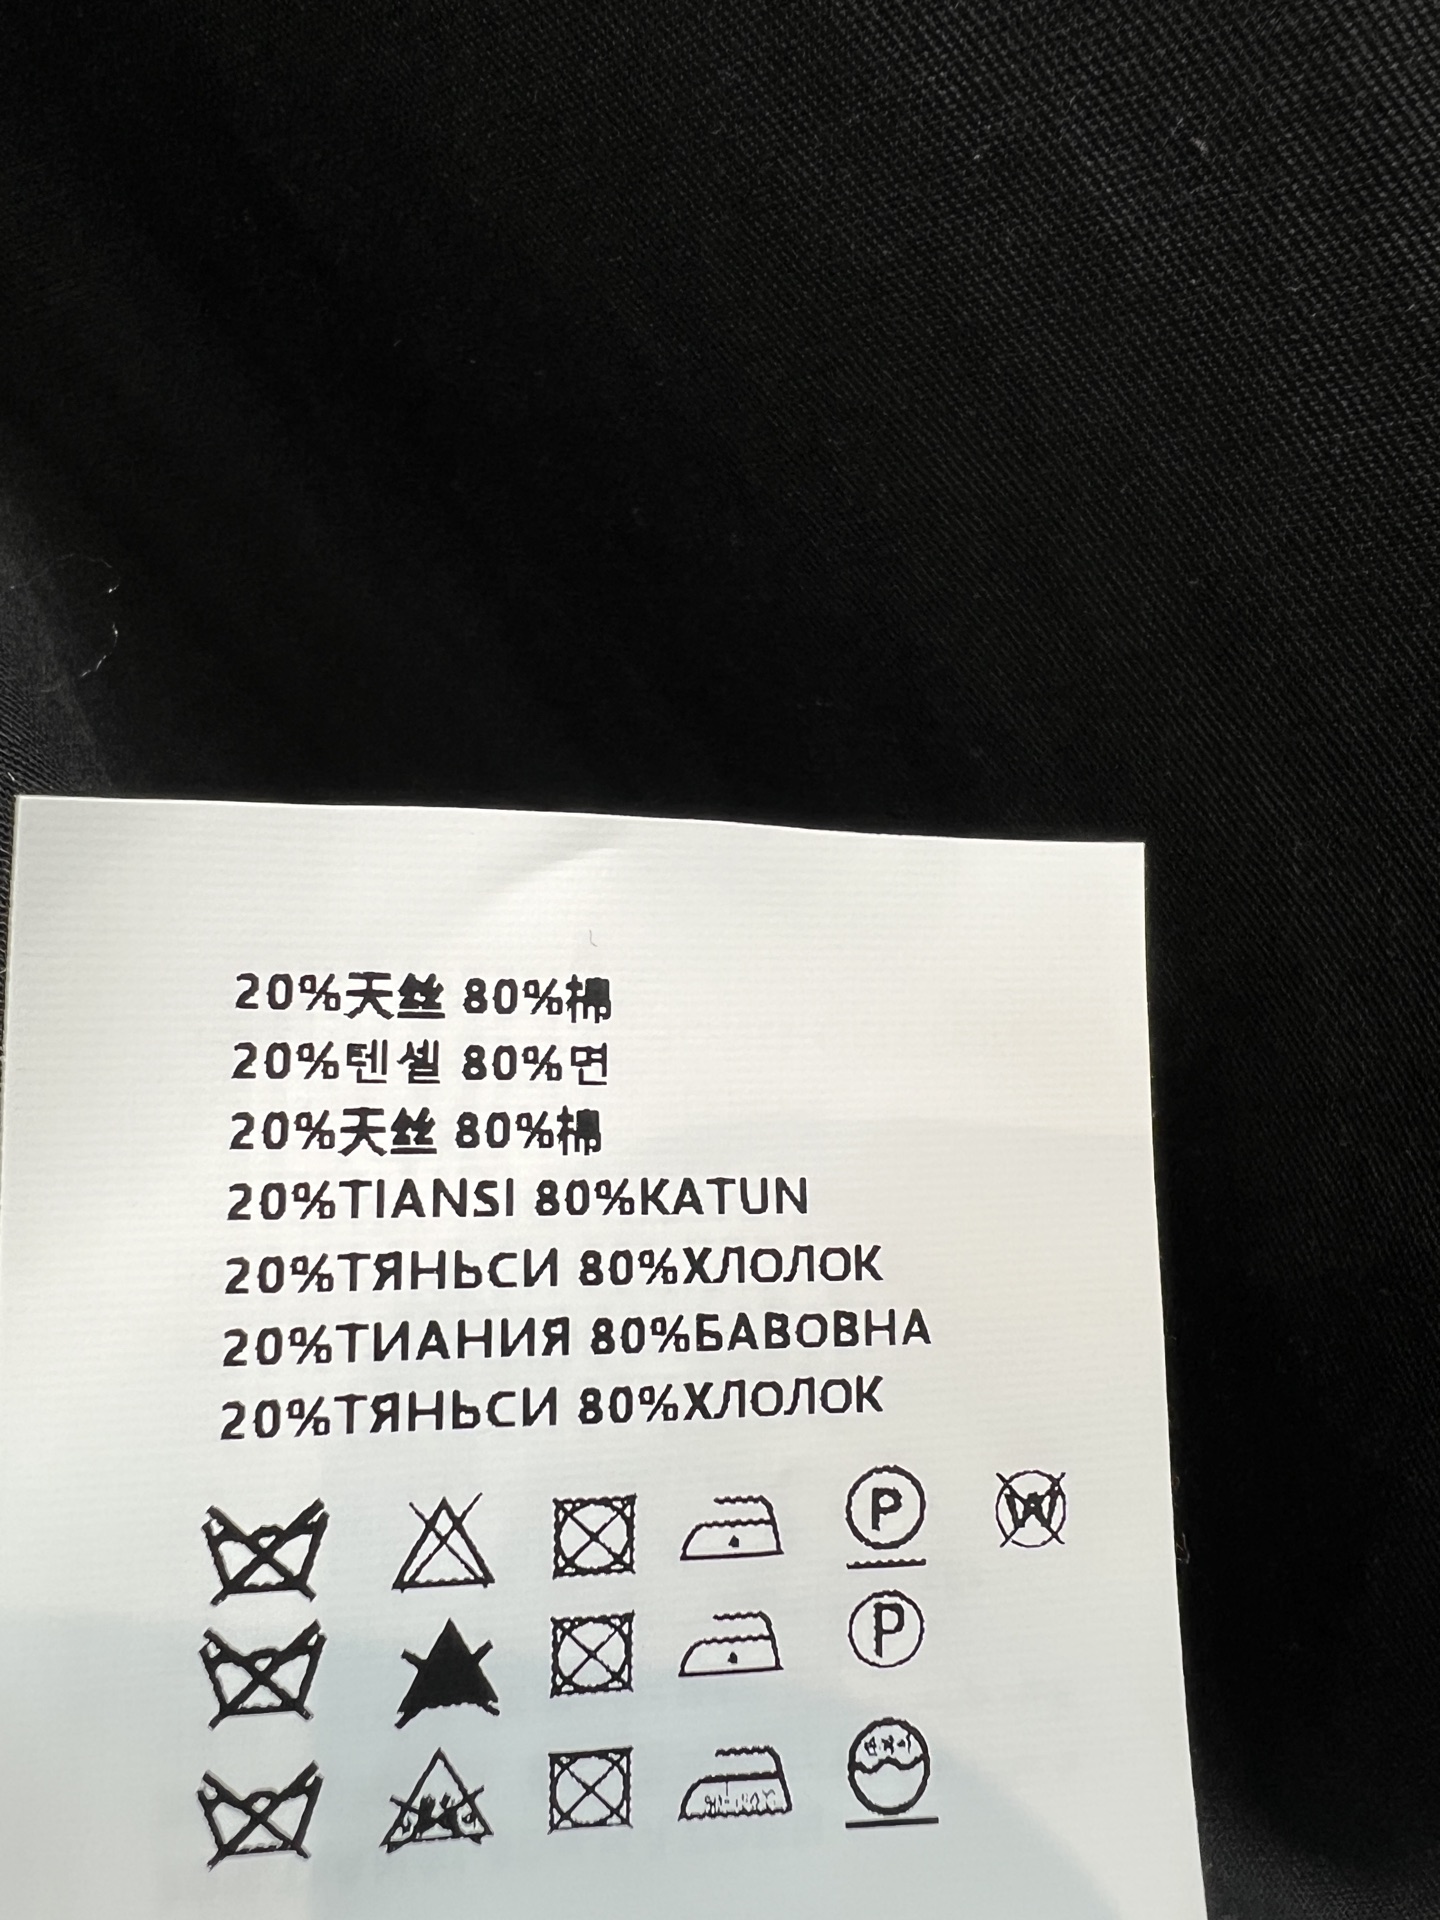 20%天丝 80%棉
20%텐셀 80%면
20%天丝 80%棉
20%TIANSI 80%KATUN
20%ТЯНЬСИ 80%ХЛОЛОК
20%ТИАНИЯ 80%БАВОВНА
20%ТЯНЬСИ 80%ХЛОЛОК
P W
P